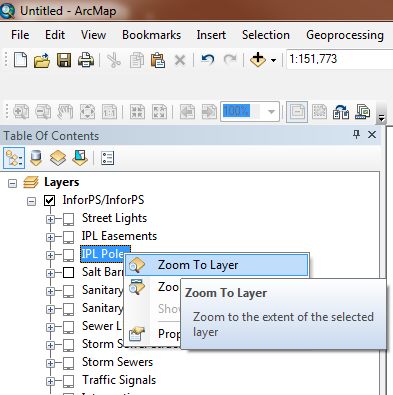 Untitled - ArcMap
File Edit View Bookmarks Insert Selection Geoprocessing
1:151,773
100%
Table Of Contents
Layers
InforPS/InforPS
Street Lights
IPL Easements
IPL Pole
Zoom To Layer
Salt Bar
Sanitary
Zoo
Zoom To Layer
Sanitary
Sho
Zoom to the extent of the selected
layer
Sewer L
Prop
Storm Sewer
Storm Sewers
Traffic Signals